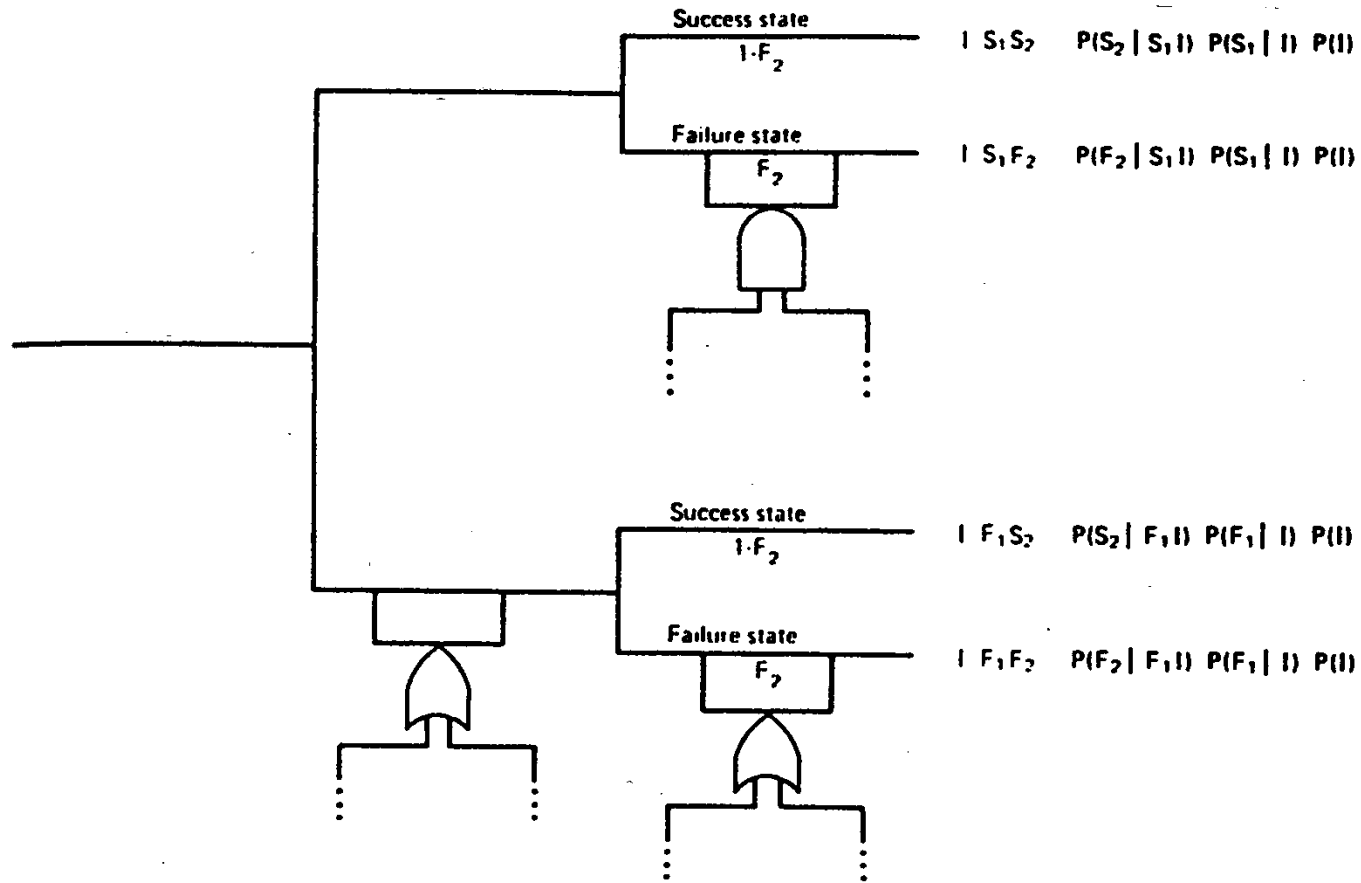 Success state
1-F₂
I S₁S₂ P(S₂ | S₁I) P(S₁ | I) P(I)
Failure state
F₂
I S₁F₂ P(F₂ | S₁I) P(S₁ | I) P(I)
Success state
1-F₂
I F₁S₂ P(S₂ | F₁I) P(F₁ | I) P(I)
Failure state
F₂
I F₁F₂ P(F₂ | F₁I) P(F₁ | I) P(I)